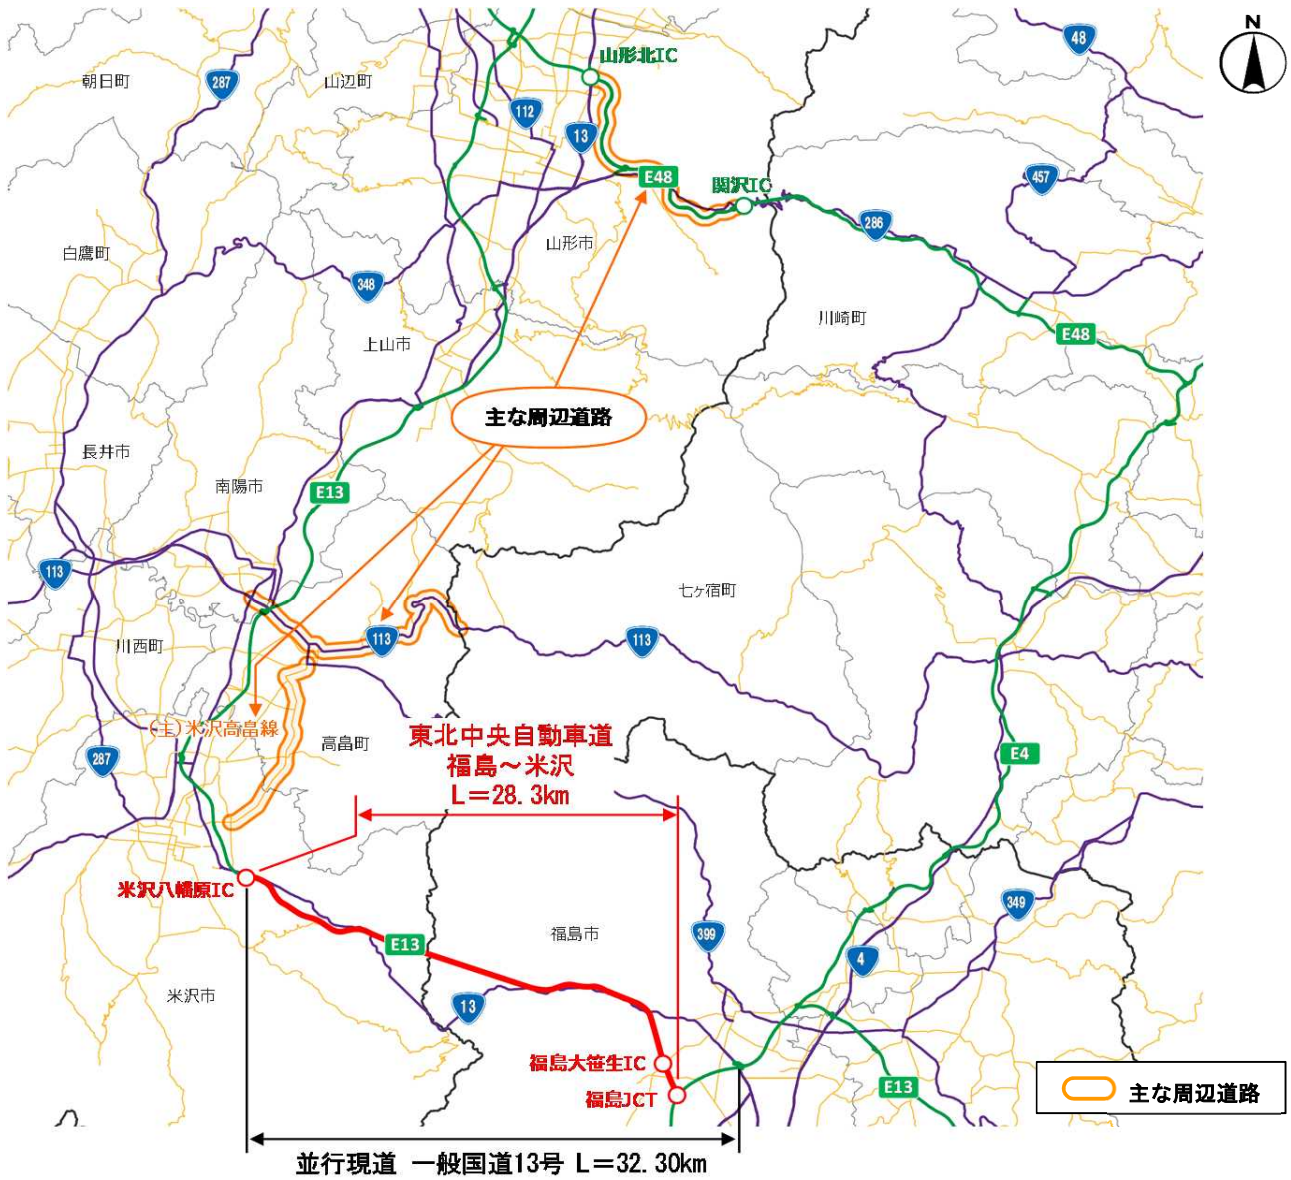 N
山形北IC
48
朝日町
287
山辺町
112
13
E48
関沢IC
457
286
山形市
白鷹町
348
川崎町
上山市
E48
主な周辺道路
長井市
南陽市
E13
113
七ヶ宿町
川西町
113
113
(主)米沢高畠線
高畠町
287
東北中央自動車道
福島～米沢
L＝28.3km
E4
米沢八幡原IC
349
福島市
399
E13
4
米沢市
13
福島大笹生IC
福島JCT
E13
主な周辺道路
並行現道 一般国道13号 L＝32.30km